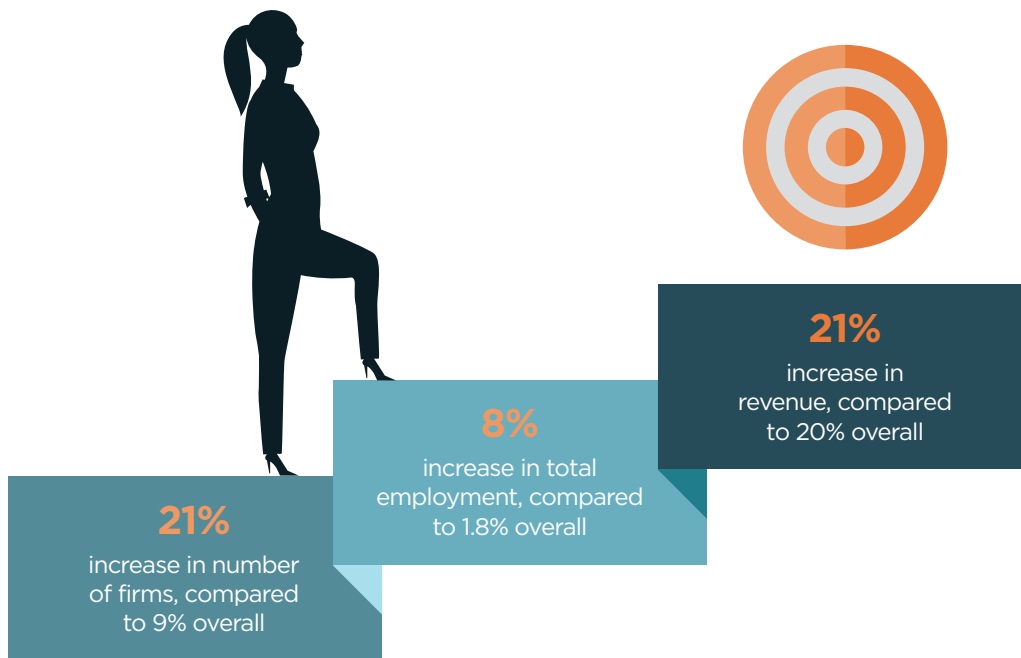 21%
increase in number
of firms, compared
to 9% overall
8%
increase in total
employment, compared
to 1.8% overall
21%
increase in
revenue, compared
to 20% overall